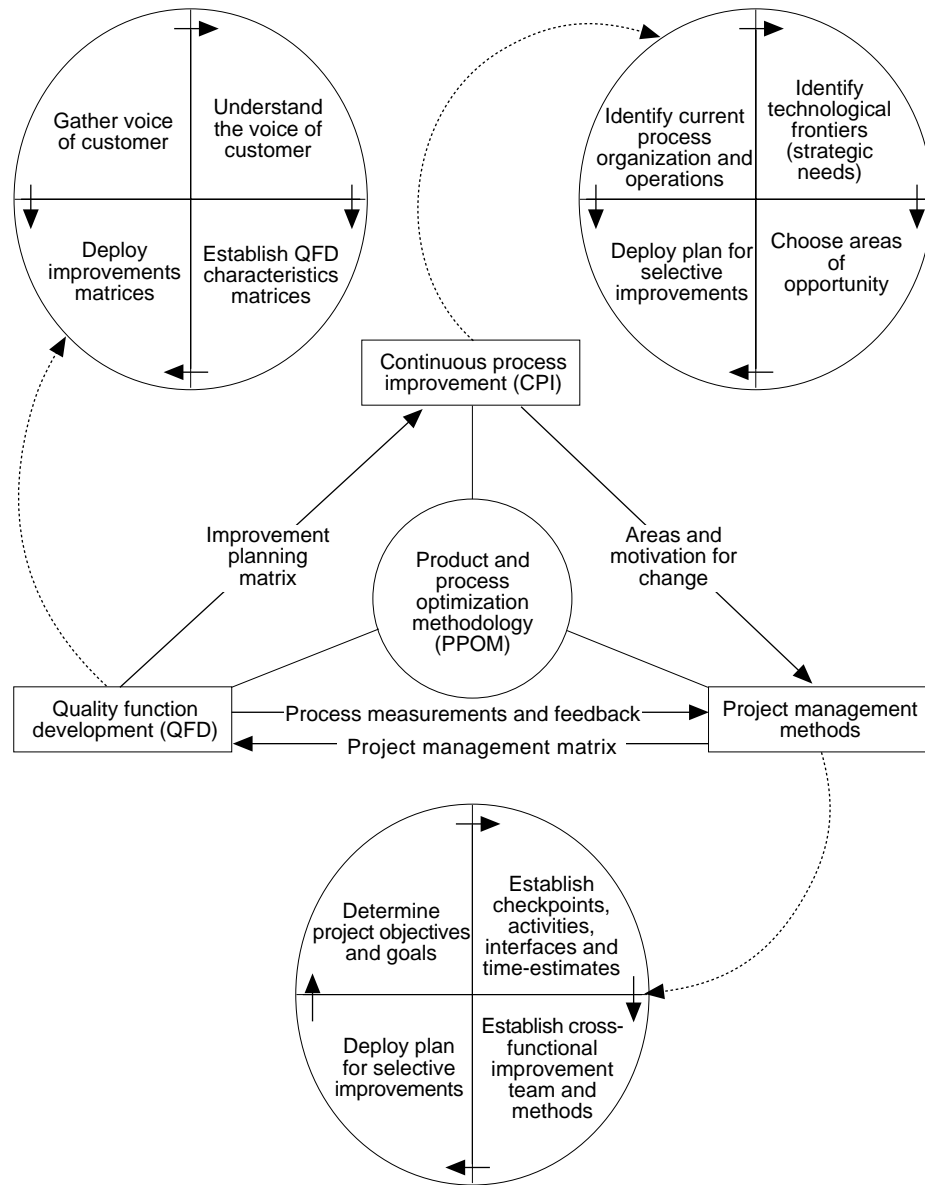 Gather voice
of customer
Understand
the voice of
customer
Deploy
improvements
matrices
Establish QFD
characteristics
matrices
Identify current
process
organization and
operations
Identify
technological
frontiers
(strategic
needs)
Deploy plan for
selective
improvements
Choose areas
of
opportunity
Continuous process
improvement (CPI)
Improvement
planning
matrix
Product and
process
optimization
methodology
(PPOM)
Areas and
motivation for
change
Quality function
development (QFD)
Process measurements and feedback
Project management matrix
Project management
methods
Determine
project objectives
and goals
Establish
checkpoints,
activities,
interfaces and
time-estimates
Deploy plan
for selective
improvements
Establish cross-
functional
improvement
team and
methods